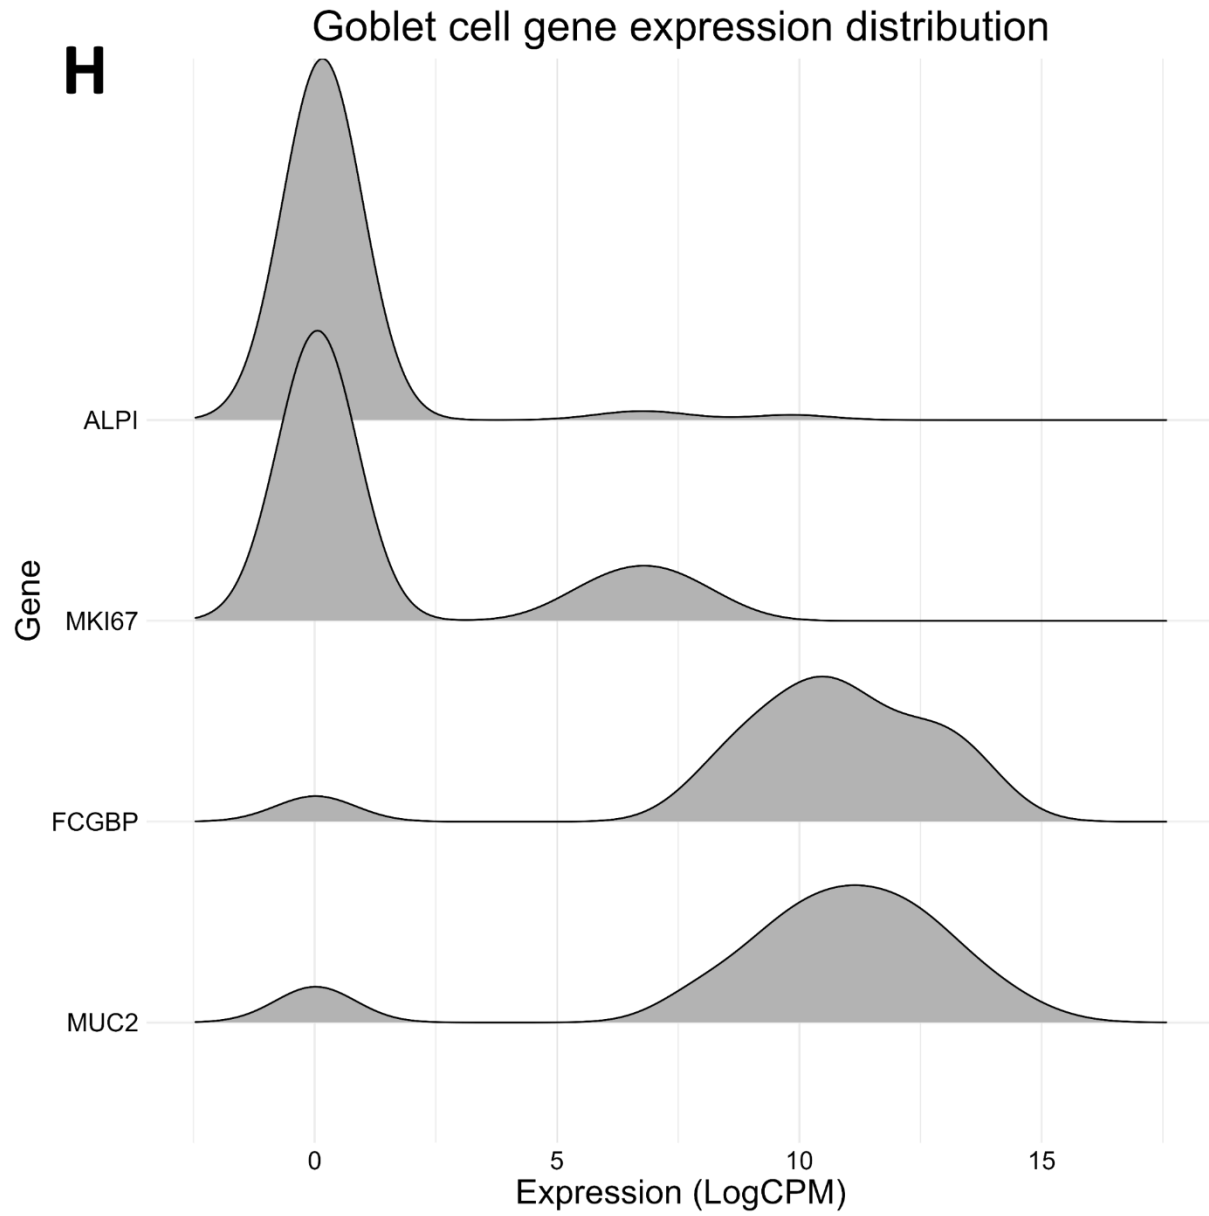 Goblet cell gene expression distribution
H
ALPI
MKI67
FCGBP
MUC2
Gene
0 5 10 15
Expression (LogCPM)